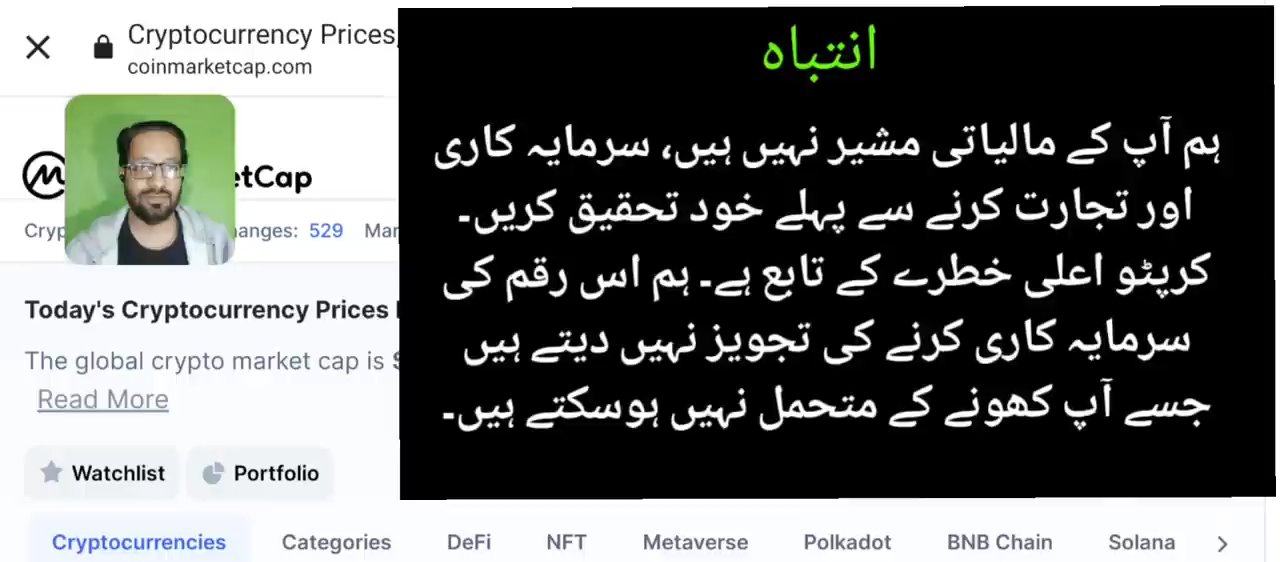 Cryptocurrency Prices,
coinmarketcap.com
انتباہ
ہم آپ کے مالیاتی مشیر نہیں ہیں، سرمایہ کاری
اور تجارت کرنے سے پہلے خود تحقیق کریں۔
کرپٹو اعلی خطرے کے تابع ہے۔ ہم اس رقم کی
سرمایہ کاری کرنے کی تجویز نہیں دیتے ہیں
جسے آپ کھونے کے متحمل نہیں ہوسکتے ہیں۔
etCap
Cryp anges: 529 Mar
Today's Cryptocurrency Prices
The global crypto market cap is
Read More
Watchlist Portfolio
Cryptocurrencies Categories DeFi NFT Metaverse Polkadot BNB Chain Solana